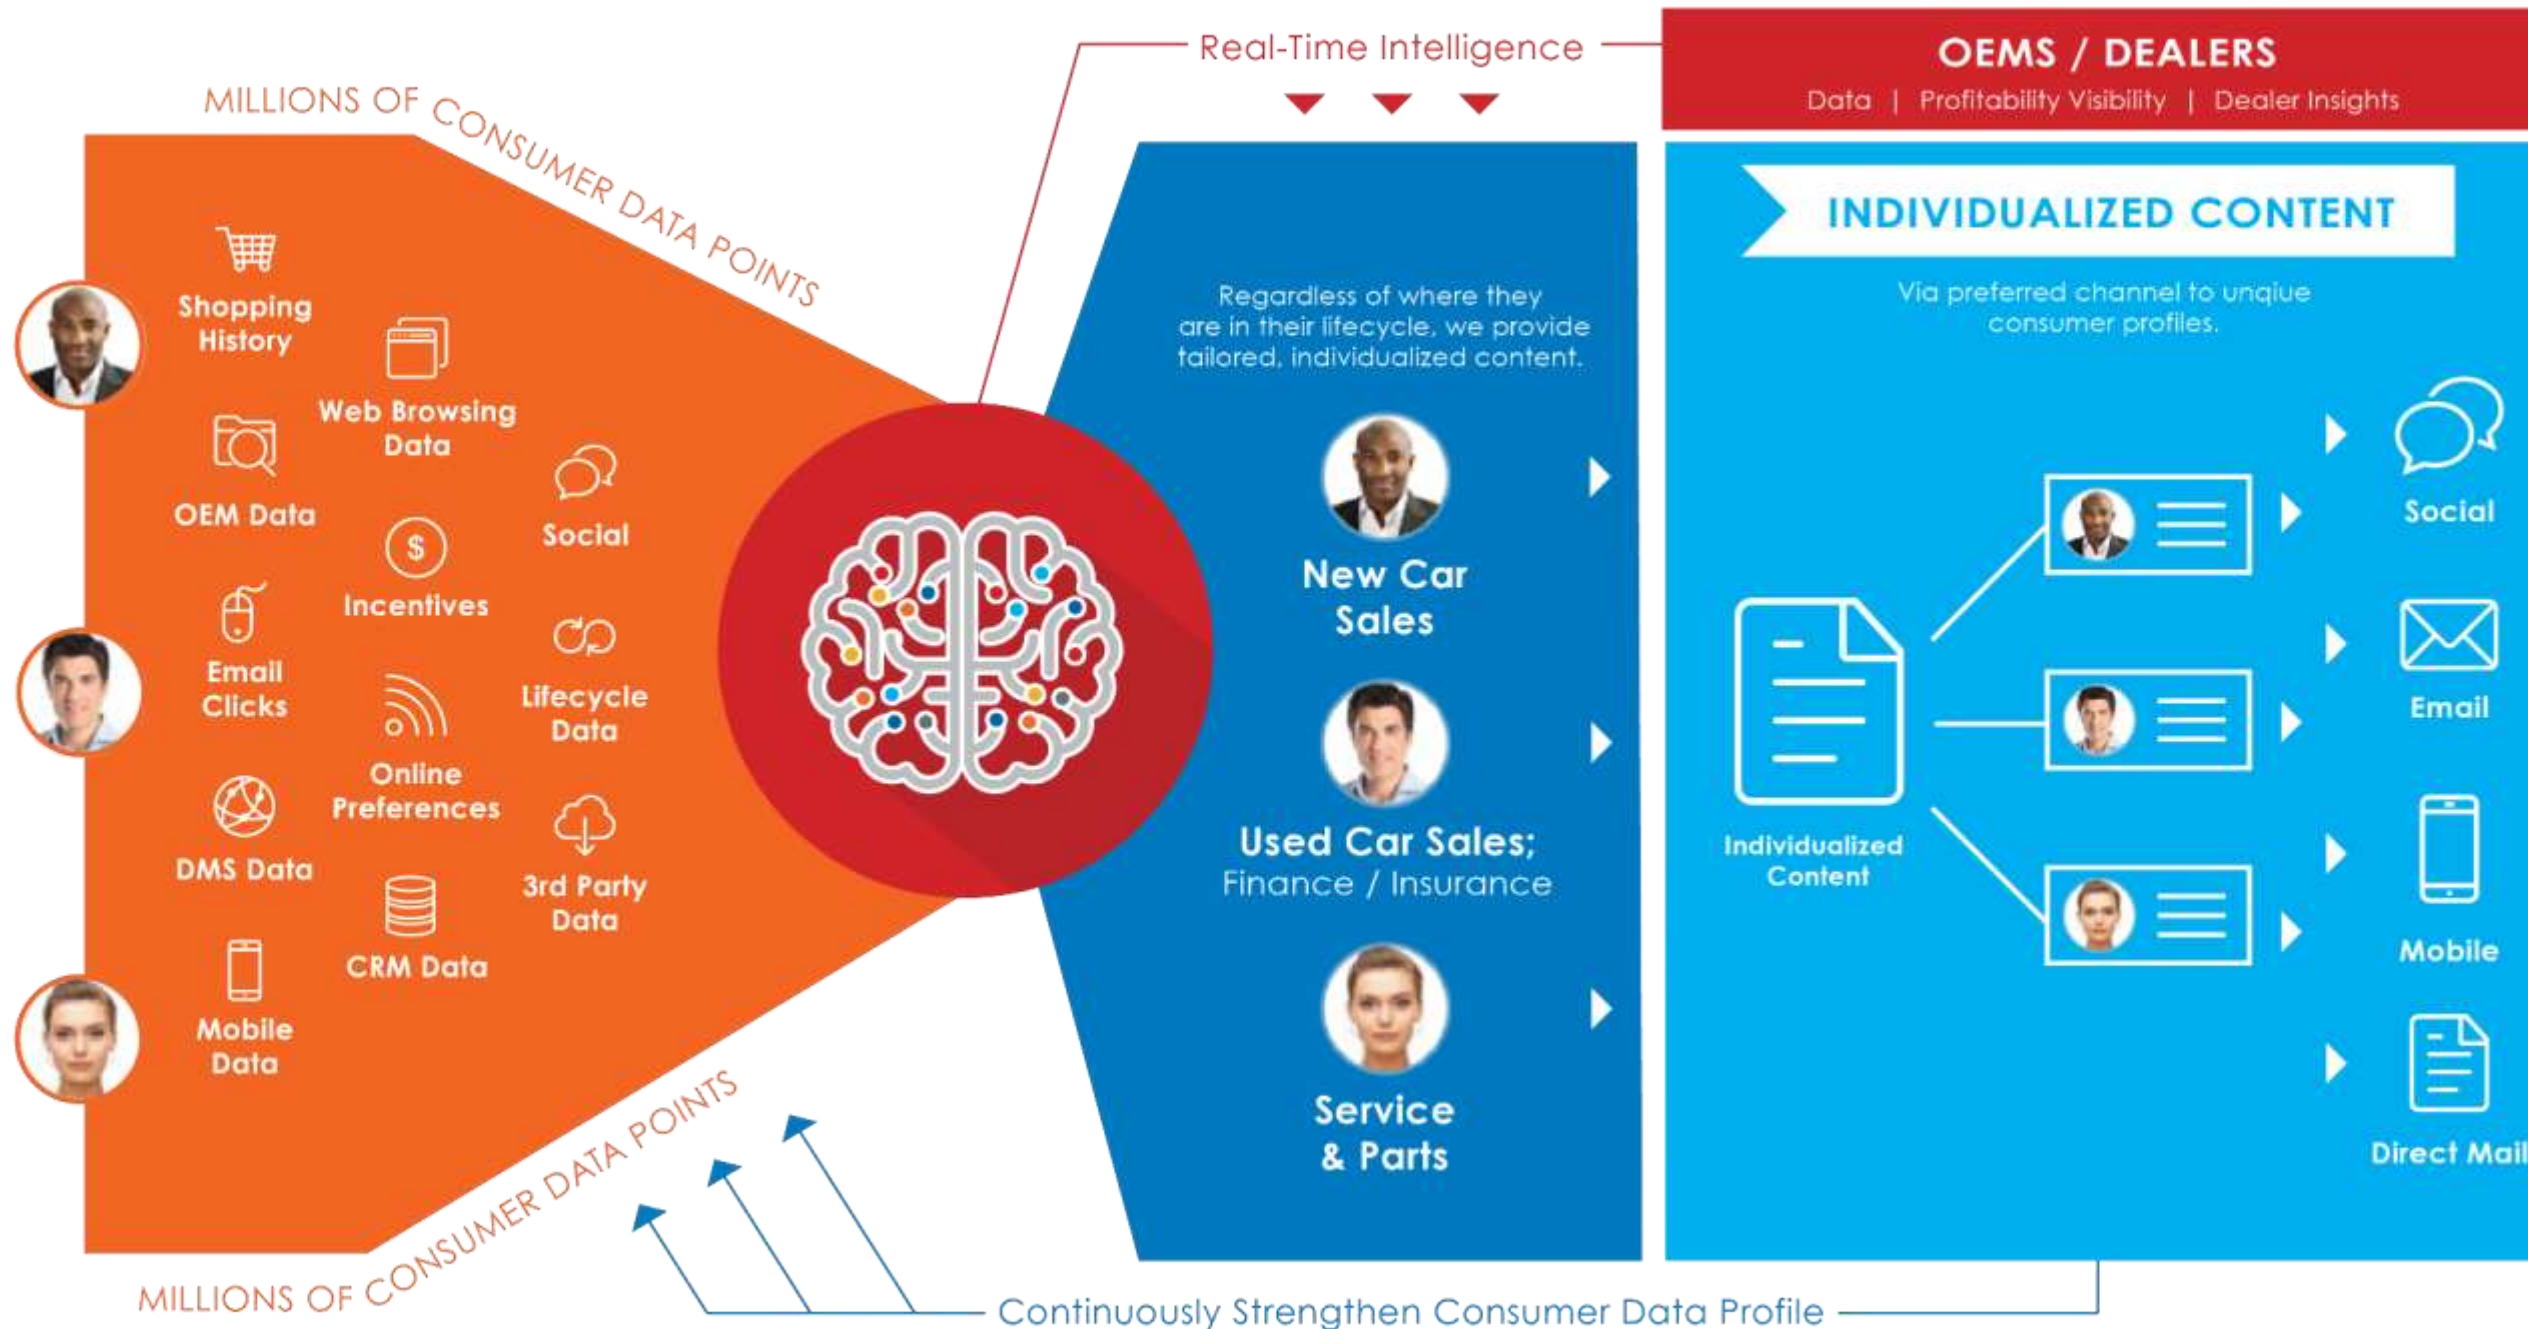 Real-Time Intelligence
OEMS / DEALERS
Data | Profitability Visibility | Dealer Insights
MILLIONS OF CONSUMER DATA POINTS
Shopping
History
Web Browsing
Data
OEM Data
Social
Incentives
Email
Clicks
Lifecycle
Data
Online
Preferences
DMS Data
3rd Party
Data
CRM Data
Mobile
Data
MILLIONS OF CONSUMER DATA POINTS
Regardless of where they
are in their lifecycle, we provide
tailored, individualized content.
New Car
Sales
Used Car Sales;
Finance / Insurance
Service
& Parts
INDIVIDUALIZED CONTENT
Via preferred channel to unqiue
consumer profiles.
Individualized
Content
Social
Email
Mobile
Direct Mail
Continuously Strengthen Consumer Data Profile
$